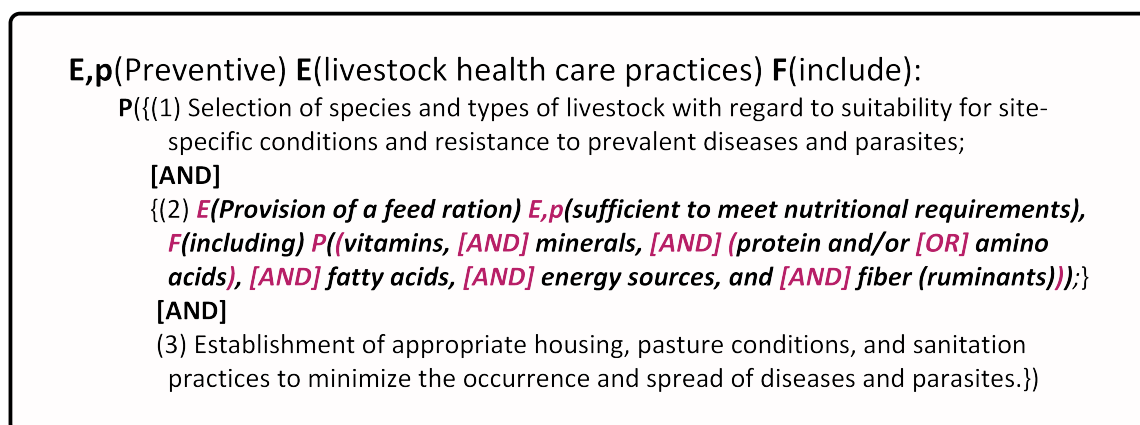 E,p(Preventive) E(livestock health care practices) F(include):
P({(1) Selection of species and types of livestock with regard to suitability for site-
specific conditions and resistance to prevalent diseases and parasites;
[AND]
{(2) E(Provision of a feed ration) E,p(sufficient to meet nutritional requirements),
F(including) P((vitamins, [AND] minerals, [AND] (protein and/or [OR] amino
acids), [AND] fatty acids, [AND] energy sources, and [AND] fiber (ruminants)));}
[AND]
(3) Establishment of appropriate housing, pasture conditions, and sanitation
practices to minimize the occurrence and spread of diseases and parasites.})